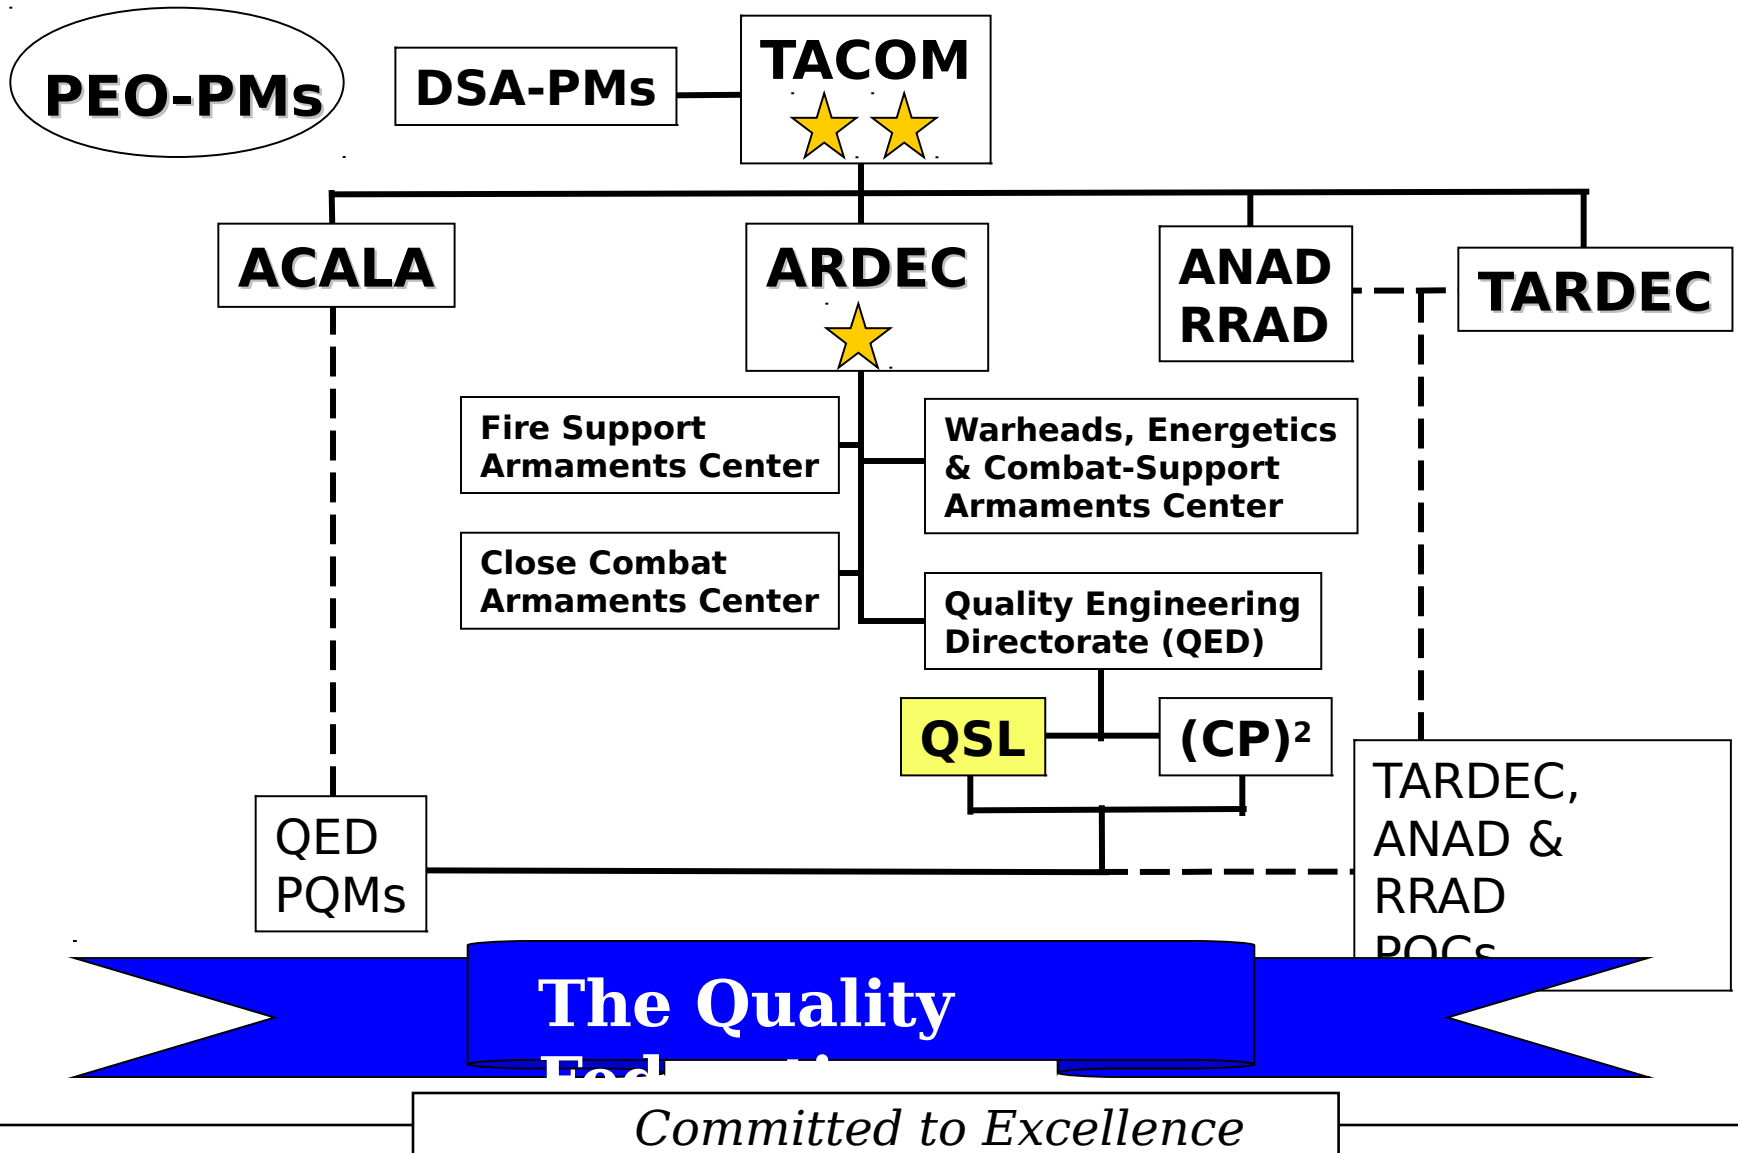 PEO-PMs
DSA-PMs
TACOM
ACALA
ARDEC
ANAD
RRAD
TARDEC
Fire Support
Armaments Center
Warheads, Energetics
& Combat-Support
Armaments Center
Close Combat
Armaments Center
Quality Engineering
Directorate (QED)
QSL
(CP)²
QED
PQMs
TARDEC,
ANAD &
RRAD
The Quality
Committed to Excellence